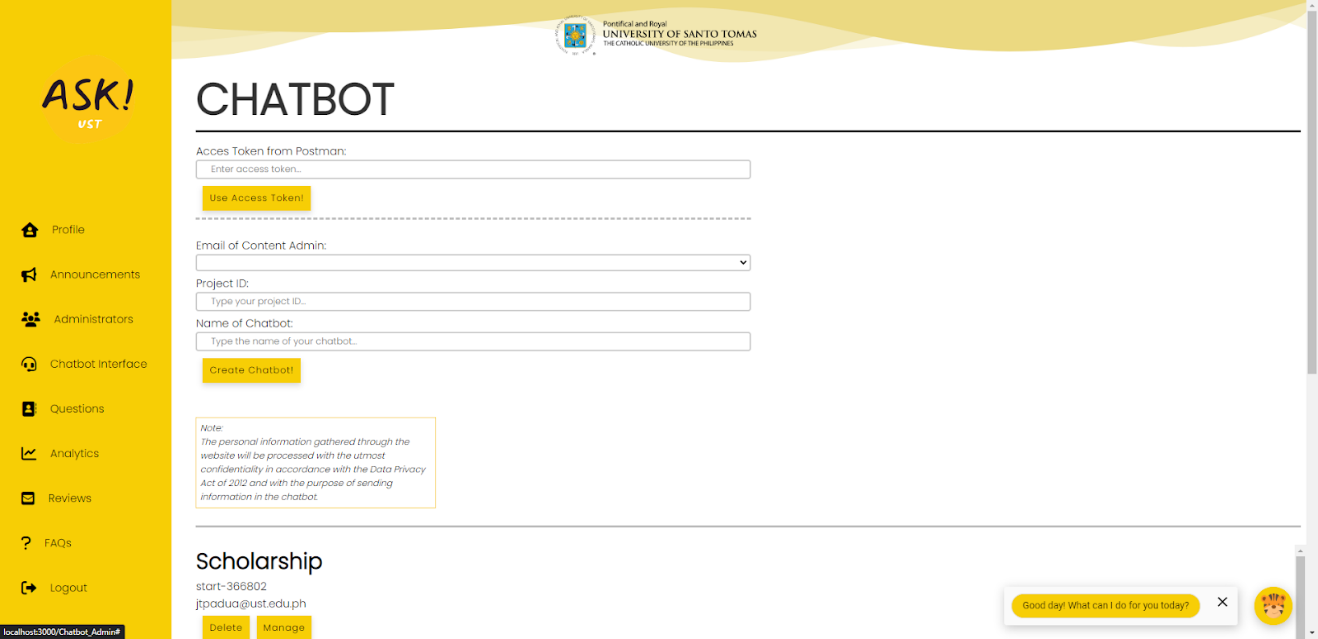 ASK!
UST
Profile
Announcements
Administrators
Chatbot Interface
Questions
Analytics
Reviews
FAQs
Logout
localhost:3000/Chatbot_Admin#
Pontifical and Royal
UNIVERSITY OF SANTO TOMAS
THE CATHOLIC UNIVERSITY OF THE PHILIPPINES
CHATBOT
Acces Token from Postman:
Enter access token...
Use Access Token!
Email of Content Admin:
Project ID:
Type your project ID...
Name of Chatbot:
Type the name of your chatbot...
Create Chatbot!
Note:
The personal information gathered through the
website will be processed with the utmost
confidentiality in accordance with the Data Privacy
Act of 2012 and with the purpose of sending
information in the chatbot.
Scholarship
start-366802
jtpadua@ust.edu.ph
Delete
Manage
Good day! What can I do for you today?